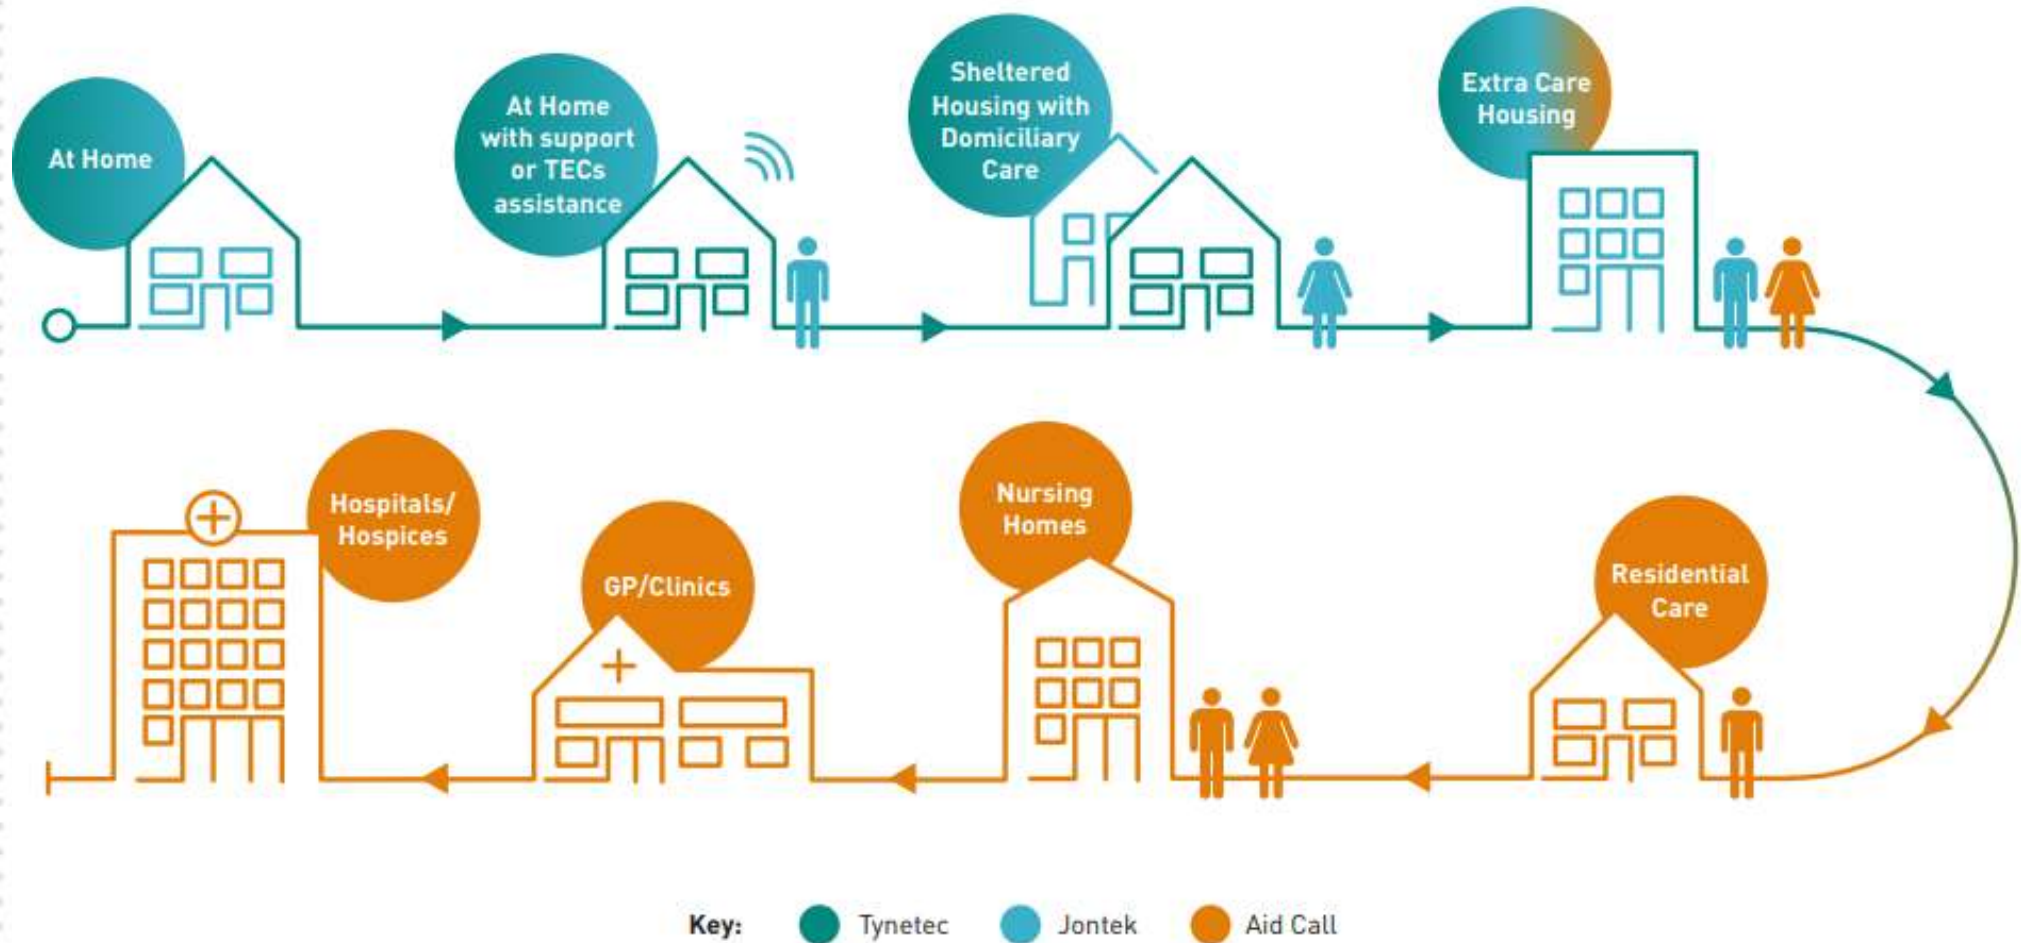 At Home
At Home
with support
or TECs
assistance
Sheltered
Housing with
Domiciliary
Care
Extra Care
Housing
Hospitals/
Hospices
GP/Clinics
Nursing
Homes
Residential
Care
Key: Tynetec Jontek Aid Call